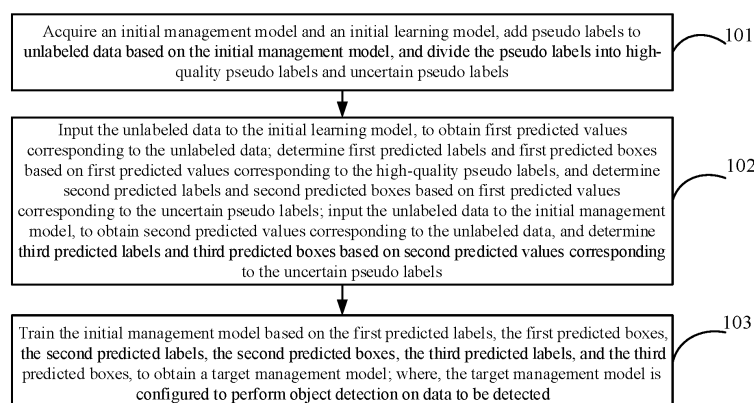 Acquire an initial management model and an initial learning model, add pseudo labels to
unlabeled data based on the initial management model, and divide the pseudo labels into high-
quality pseudo labels and uncertain pseudo labels
101
Input the unlabeled data to the initial learning model, to obtain first predicted values
corresponding to the unlabeled data; determine first predicted labels and first predicted boxes
based on first predicted values corresponding to the high-quality pseudo labels, and determine
second predicted labels and second predicted boxes based on first predicted values
corresponding to the uncertain pseudo labels; input the unlabeled data to the initial management
model, to obtain second predicted values corresponding to the unlabeled data, and determine
third predicted labels and third predicted boxes based on second predicted values corresponding
to the uncertain pseudo labels
102
Train the initial management model based on the first predicted labels, the first predicted boxes,
the second predicted labels, the second predicted boxes, the third predicted labels, and the third
predicted boxes, to obtain a target management model; where, the target management model is
configured to perform object detection on data to be detected
103